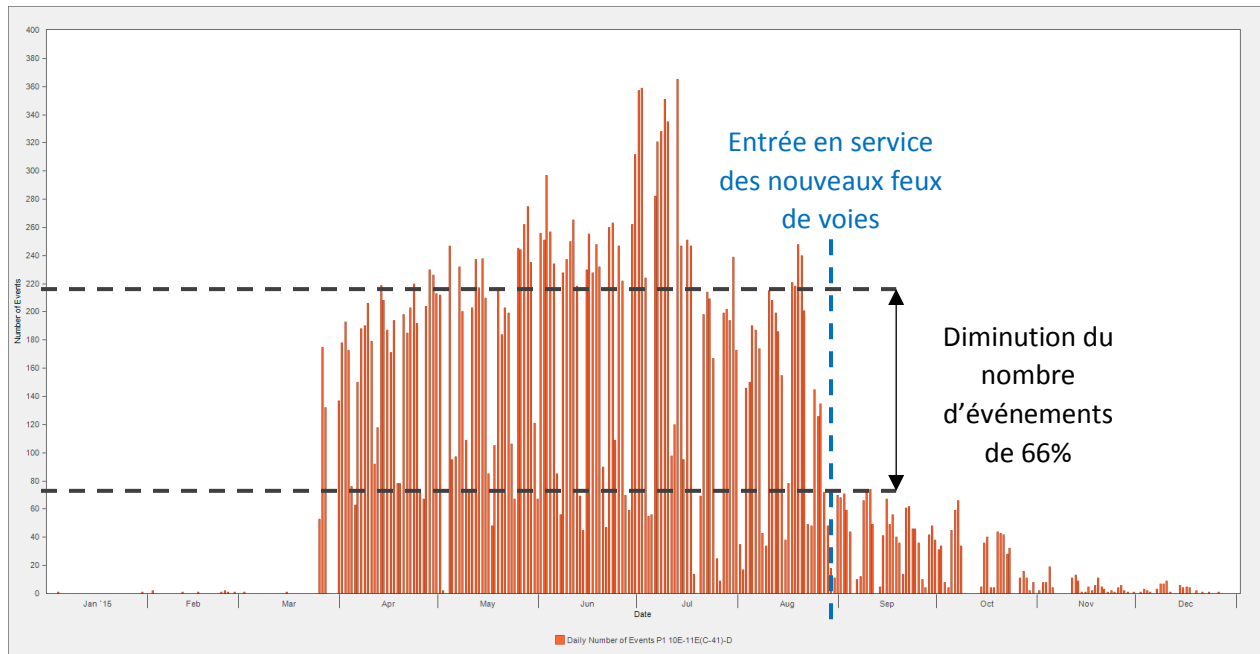 400
380
360
340
320
300
280
260
240
220
200
180
160
140
120
100
80
60
40
20
0
Number of Events
Entrée en service
des nouveaux feux
de voies
Diminution du
nombre
d’événements
de 66%
Jan `15
Feb
Mar
Apr
May
Jun
Jul
Aug
Sep
Oct
Nov
Dec
Date
Daily Number of Events P1 10E-11E(C-41)-D